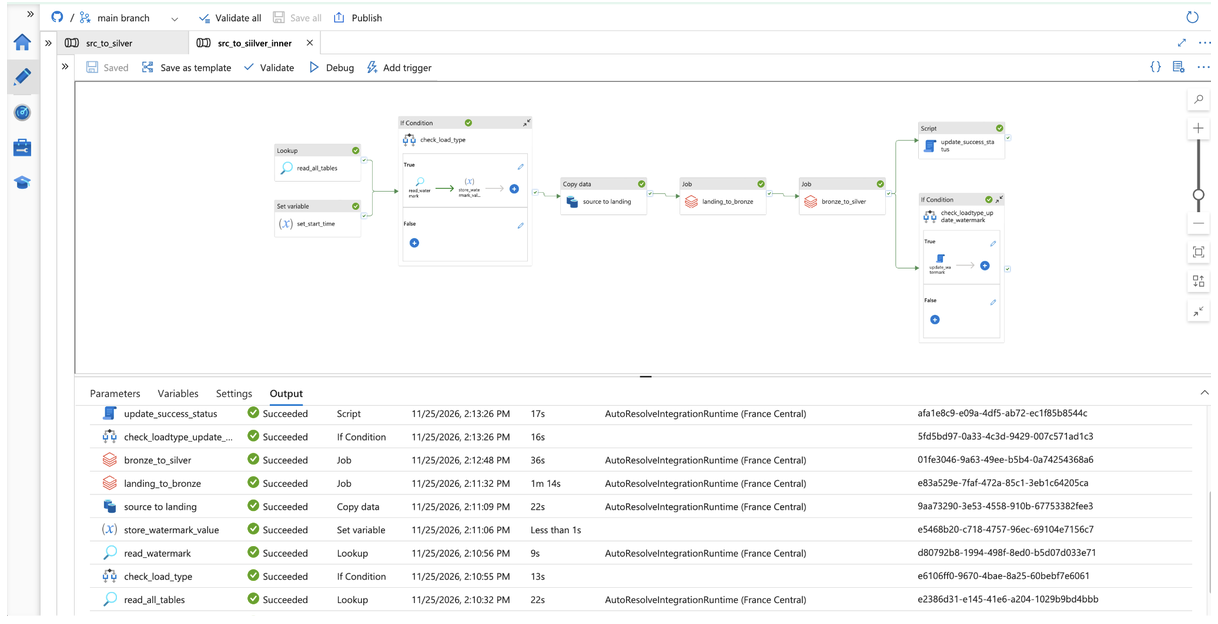 / main branch Validate all Save all Publish
src_to_silver src_to_siilver_inner
Saved Save as template Validate Debug Add trigger
Lookup
read_all_tables
Set variable
set_start_time
If Condition
check_load_type
True
read_water
mark
store_wate
rmark_val...
False
Copy data
source to landing
Job
landing_to_bronze
Job
bronze_to_silver
Script
update_success_sta
tus
If Condition
check_loadtype_up
date_watermark
True
update_wa
termark
False
Parameters Variables Settings Output
update_success_status Succeeded Script 11/25/2026, 2:13:26 PM 17s AutoResolveIntegrationRuntime (France Central) afa1e8c9-e09a-4df5-ab72-ec1f85b8544c
check_loadtype_update_... Succeeded If Condition 11/25/2026, 2:13:26 PM 16s 5fd5bd97-0a33-4c3d-9429-007c571ad1c3
bronze_to_silver Succeeded Job 11/25/2026, 2:12:48 PM 36s AutoResolveIntegrationRuntime (France Central) 01fe3046-9a63-49ee-b5b4-0a74254368a6
landing_to_bronze Succeeded Job 11/25/2026, 2:11:32 PM 1m 14s AutoResolveIntegrationRuntime (France Central) e83a529e-7faf-472a-85c1-3eb1c64205ca
source to landing Succeeded Copy data 11/25/2026, 2:11:09 PM 22s AutoResolveIntegrationRuntime (France Central) 9aa73290-3e53-4558-910b-67753382fee3
store_watermark_value Succeeded Set variable 11/25/2026, 2:11:06 PM Less than 1s e5468b20-c718-4757-96ec-69104e7156c7
read_watermark Succeeded Lookup 11/25/2026, 2:10:56 PM 9s AutoResolveIntegrationRuntime (France Central) d80792b8-1994-498f-8ed0-b5d07d033e71
check_load_type Succeeded If Condition 11/25/2026, 2:10:55 PM 13s e6106ff0-9670-4bae-8a25-60bebf7e6061
read_all_tables Succeeded Lookup 11/25/2026, 2:10:32 PM 22s AutoResolveIntegrationRuntime (France Central) e2386d31-e145-41e6-a204-1029b9bd4bbb